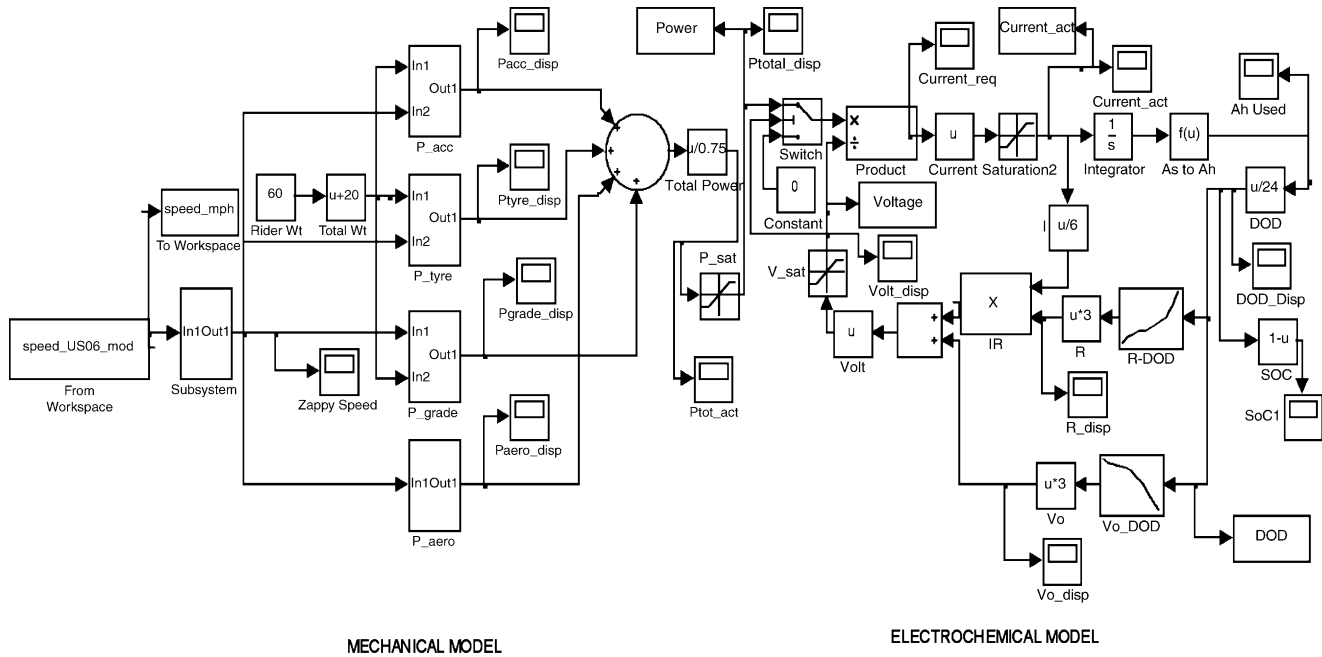 In1
Out1
In2
P_acc
Pacc_disp
60
Rider Wt
u+20
Total Wt
In1
Out1
In2
P_tyre
Ptyre_disp
speed_mph
To Workspace
speed_US06_mod
From
Workspace
In1Out1
Subsystem
Zappy Speed
In1
Out1
In2
P_grade
Pgrade_disp
In1Out1
P_aero
Paero_disp
+
+
+
+
u/0.75
Total Power
Power
Ptotal_disp
P_sat
Ptot_act
Switch
0
Constant
×
÷
Product
Current_req
u
Current
Saturation2
Current_act
Current_act
1
s
Integrator
f(u)
As to Ah
Ah Used
Voltage
V_sat
Volt_disp
I
u/6
u/24
DOD
DOD_Disp
1-u
SOC
SoC1
u
Volt
+
+
X
IR
u*3
R
R-DOD
R_disp
u*3
Vo
Vo_DOD
Vo_disp
DOD
MECHANICAL MODEL
ELECTROCHEMICAL MODEL